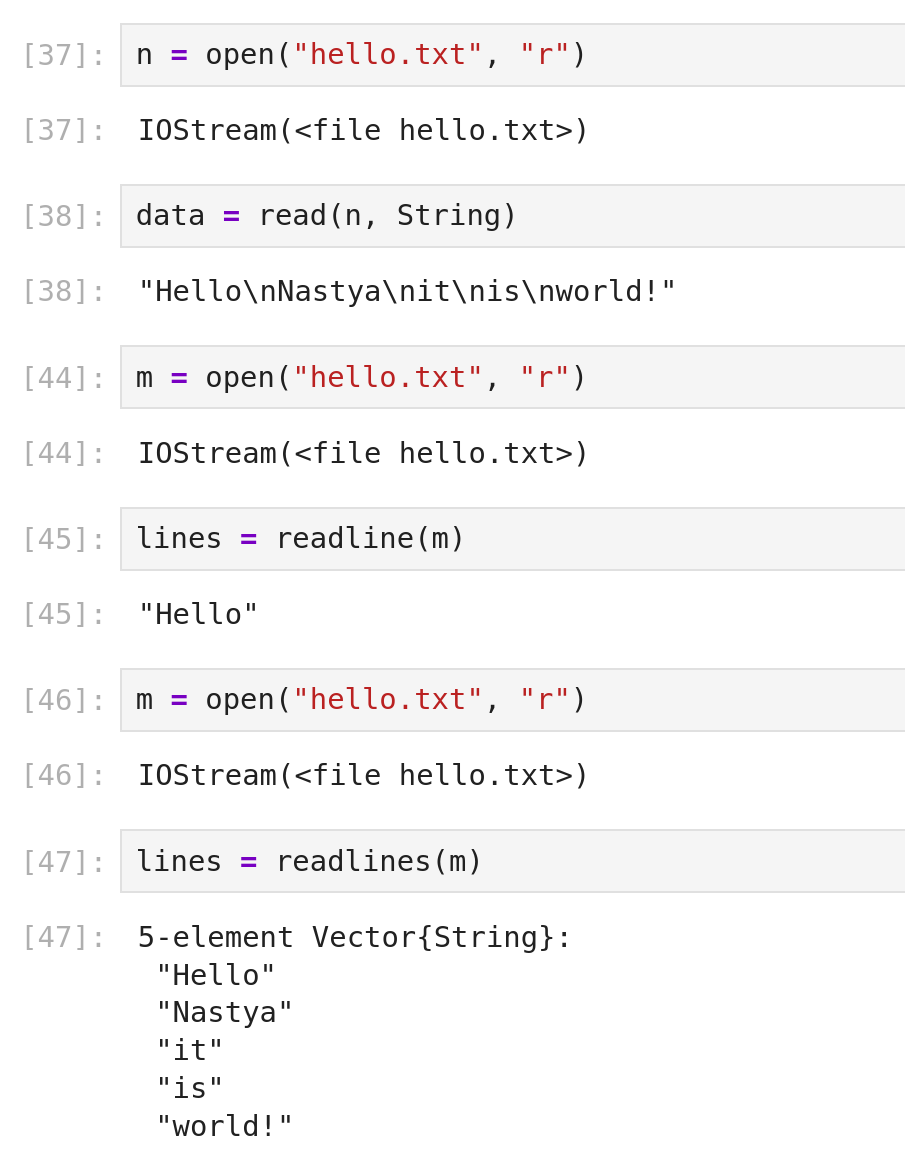 [37]: n = open("hello.txt", "r")
[37]: IOStream(<file hello.txt>)
[38]: data = read(n, String)
[38]: "Hello\nNastya\nit\nis\nworld!"
[44]: m = open("hello.txt", "r")
[44]: IOStream(<file hello.txt>)
[45]: lines = readline(m)
[45]: "Hello"
[46]: m = open("hello.txt", "r")
[46]: IOStream(<file hello.txt>)
[47]: lines = readlines(m)
[47]: 5-element Vector{String}:
"Hello"
"Nastya"
"it"
"is"
"world!"